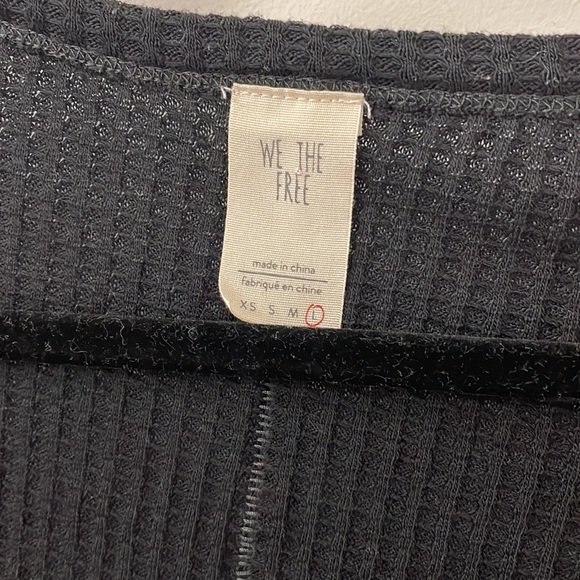 WE THE
FREE
made in china
fabriqué en chine
XS S M L